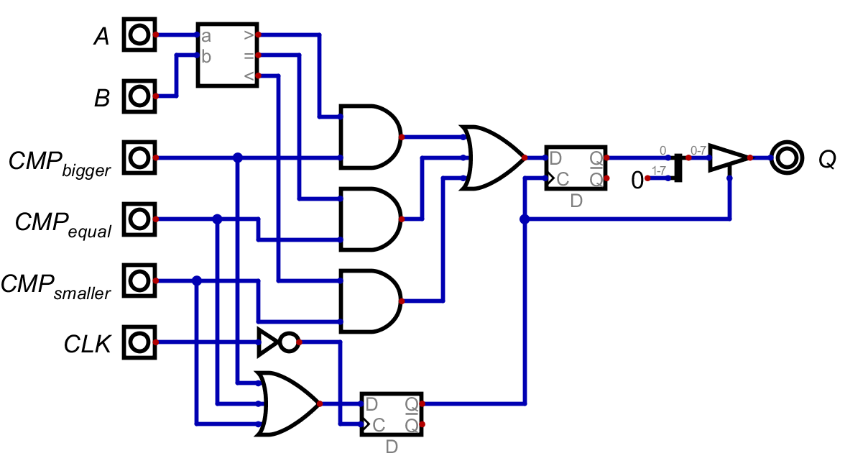 A
a >
b =
<
B
CMPbigger
CMPequal
CMPsmaller
CLK
D Q
C Q
D
0 0-7
1-7
0
Q
D Q
C Q
D